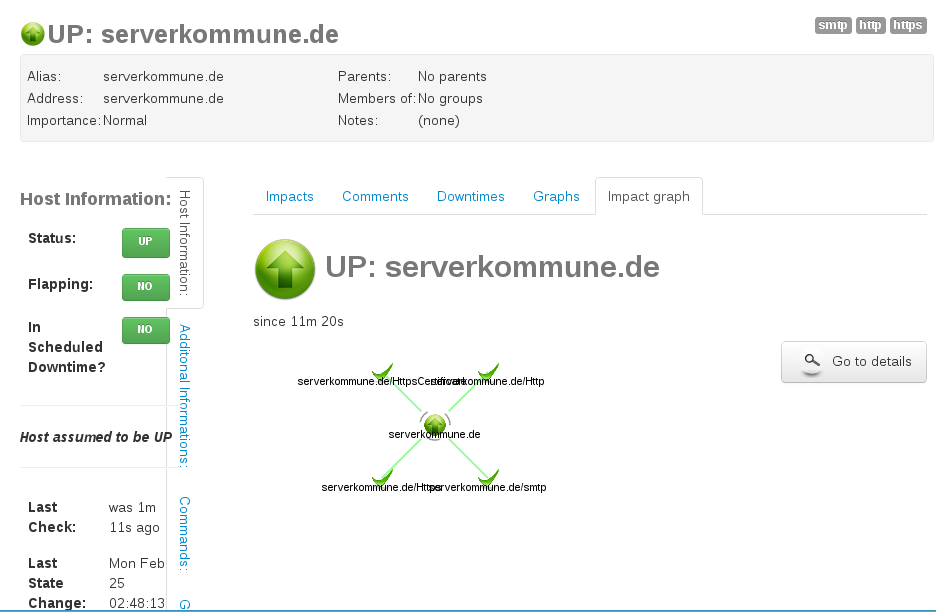 UP: serverkommune.de
smtp http https
Alias: serverkommune.de
Address: serverkommune.de
Importance: Normal
Parents: No parents
Members of: No groups
Notes: (none)
Host Information:
Status: UP
Flapping: NO
In Scheduled Downtime? NO
Host assumed to be UP
Last Check: was 1m 11s ago
Last State Change: Mon Feb 25 02:48:13
Host Information:
Additonal Informations:
Commands:
G
Impacts Comments Downtimes Graphs Impact graph
UP: serverkommune.de
since 11m 20s
Go to details
serverkommune.de/HttpsCertificate
serverkommune.de/Http
serverkommune.de
serverkommune.de/Https
serverkommune.de/smtp